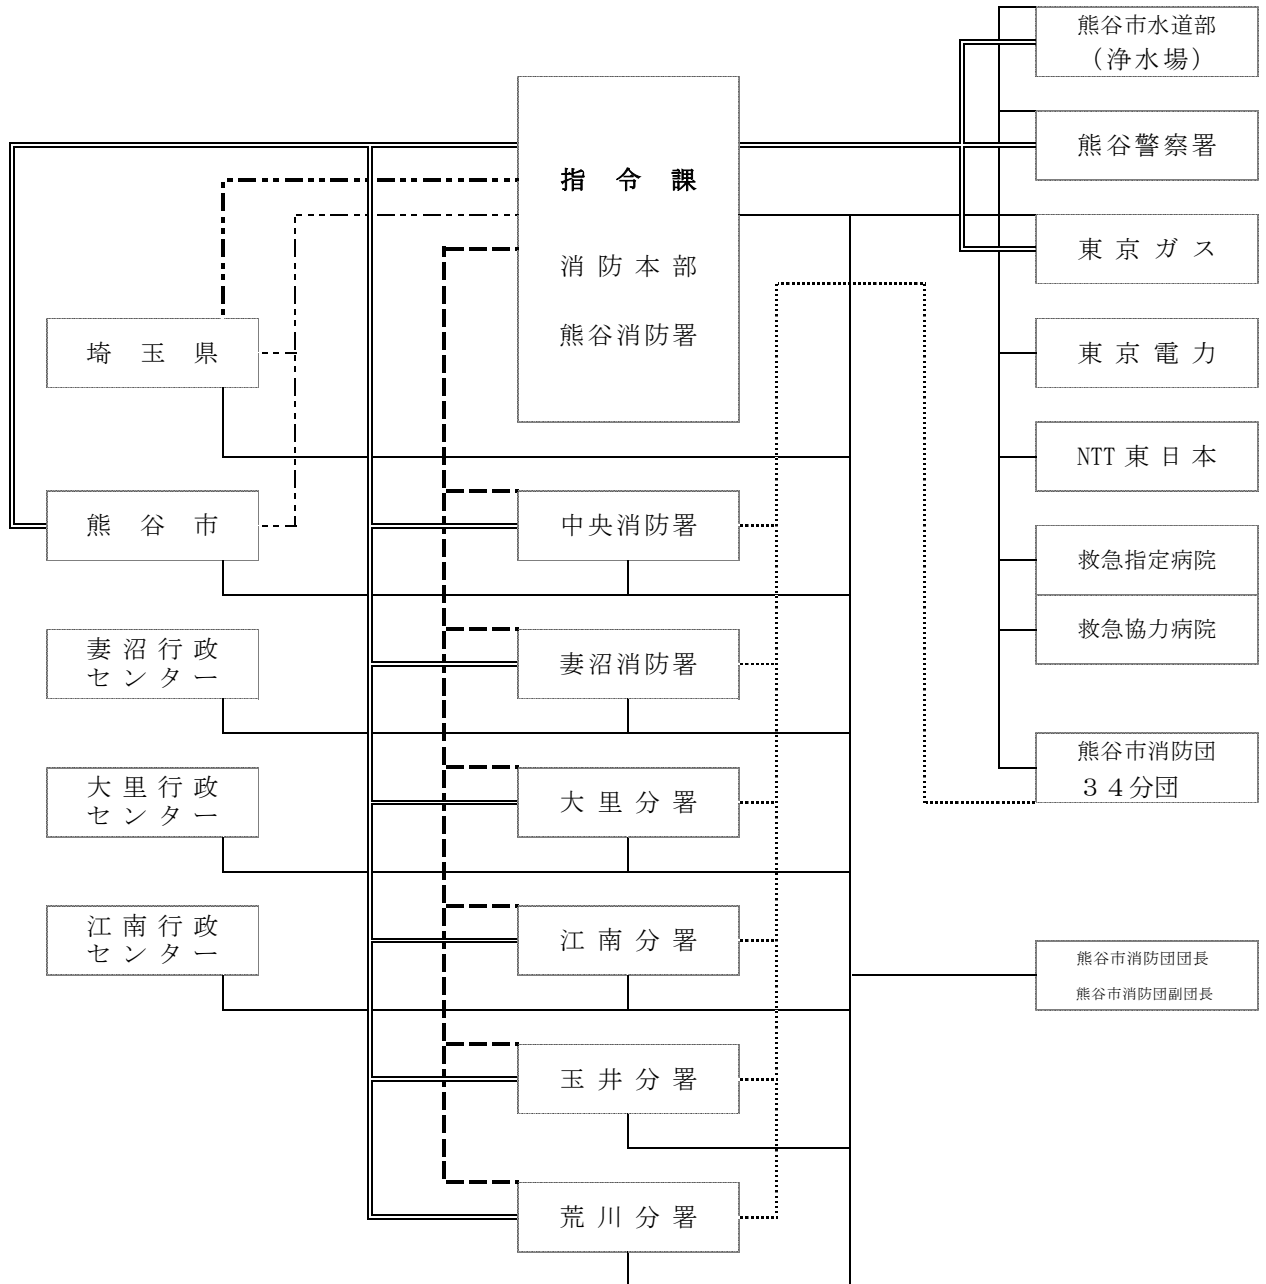 熊谷市水道部
（浄水場）
熊谷警察署
指令課
消防本部
熊谷消防署
東京ガス
埼玉県
東京電力
NTT東日本
熊谷市
中央消防署
救急指定病院
救急協力病院
妻沼行政
センター
妻沼消防署
大里行政
センター
大里分署
熊谷市消防団
３４分団
江南行政
センター
江南分署
熊谷市消防団団長
熊谷市消防団副団長
玉井分署
荒川分署